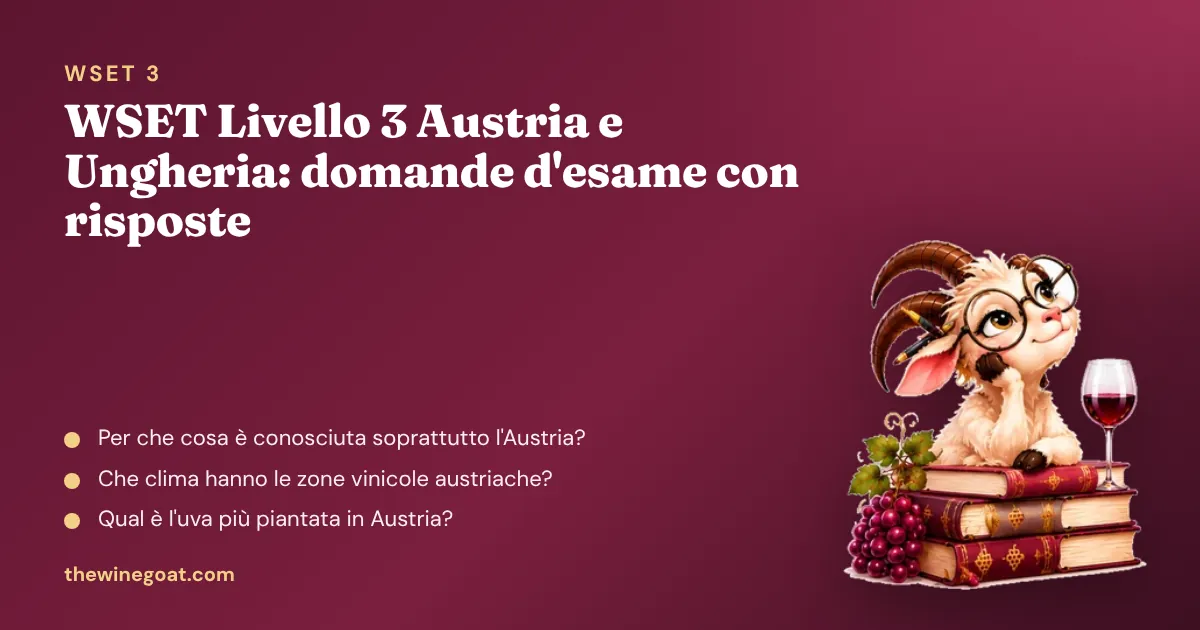 WSET 3
WSET Livello 3 Austria e
Ungheria: domande d'esame con
risposte
Per che cosa è conosciuta soprattutto l'Austria?
Che clima hanno le zone vinicole austriache?
Qual è l'uva più piantata in Austria?
thewinegoat.com